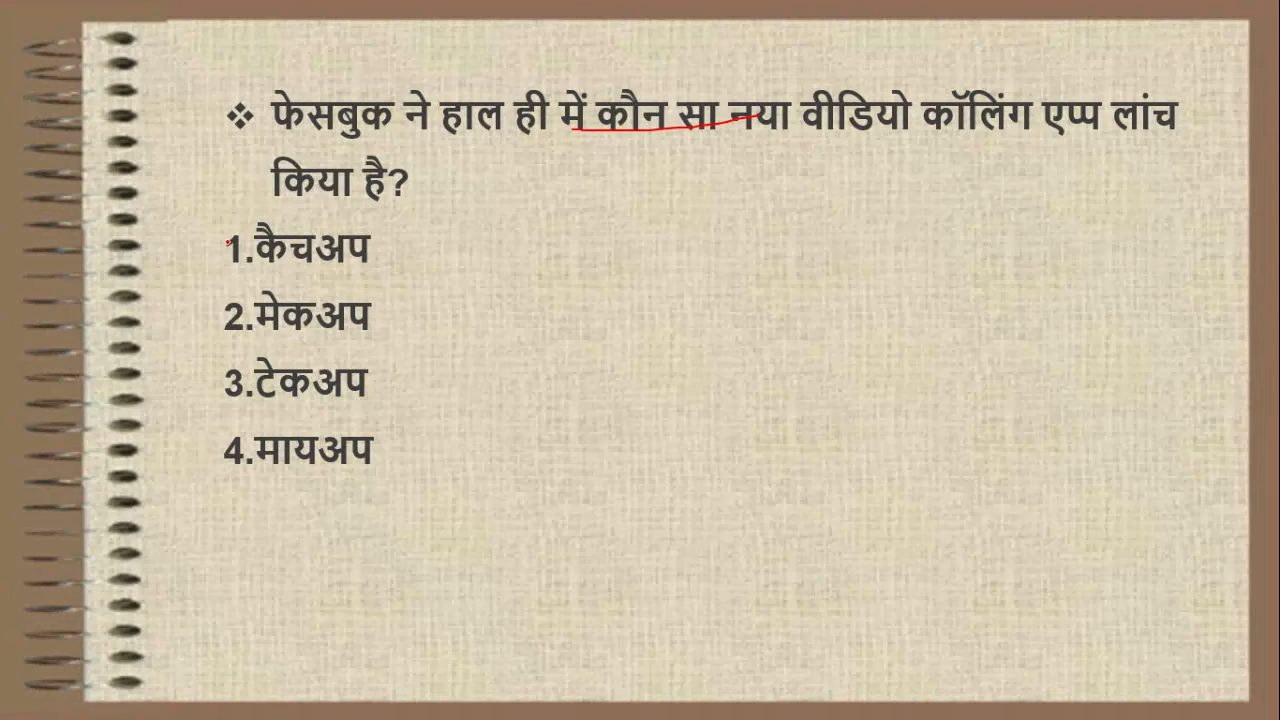 ❖ फेसबुक ने हाल ही में कौन सा नया वीडियो कॉलिंग एप्प लांच
किया है?
1.कैचअप
2.मेकअप
3.टेकअप
4.मायअप